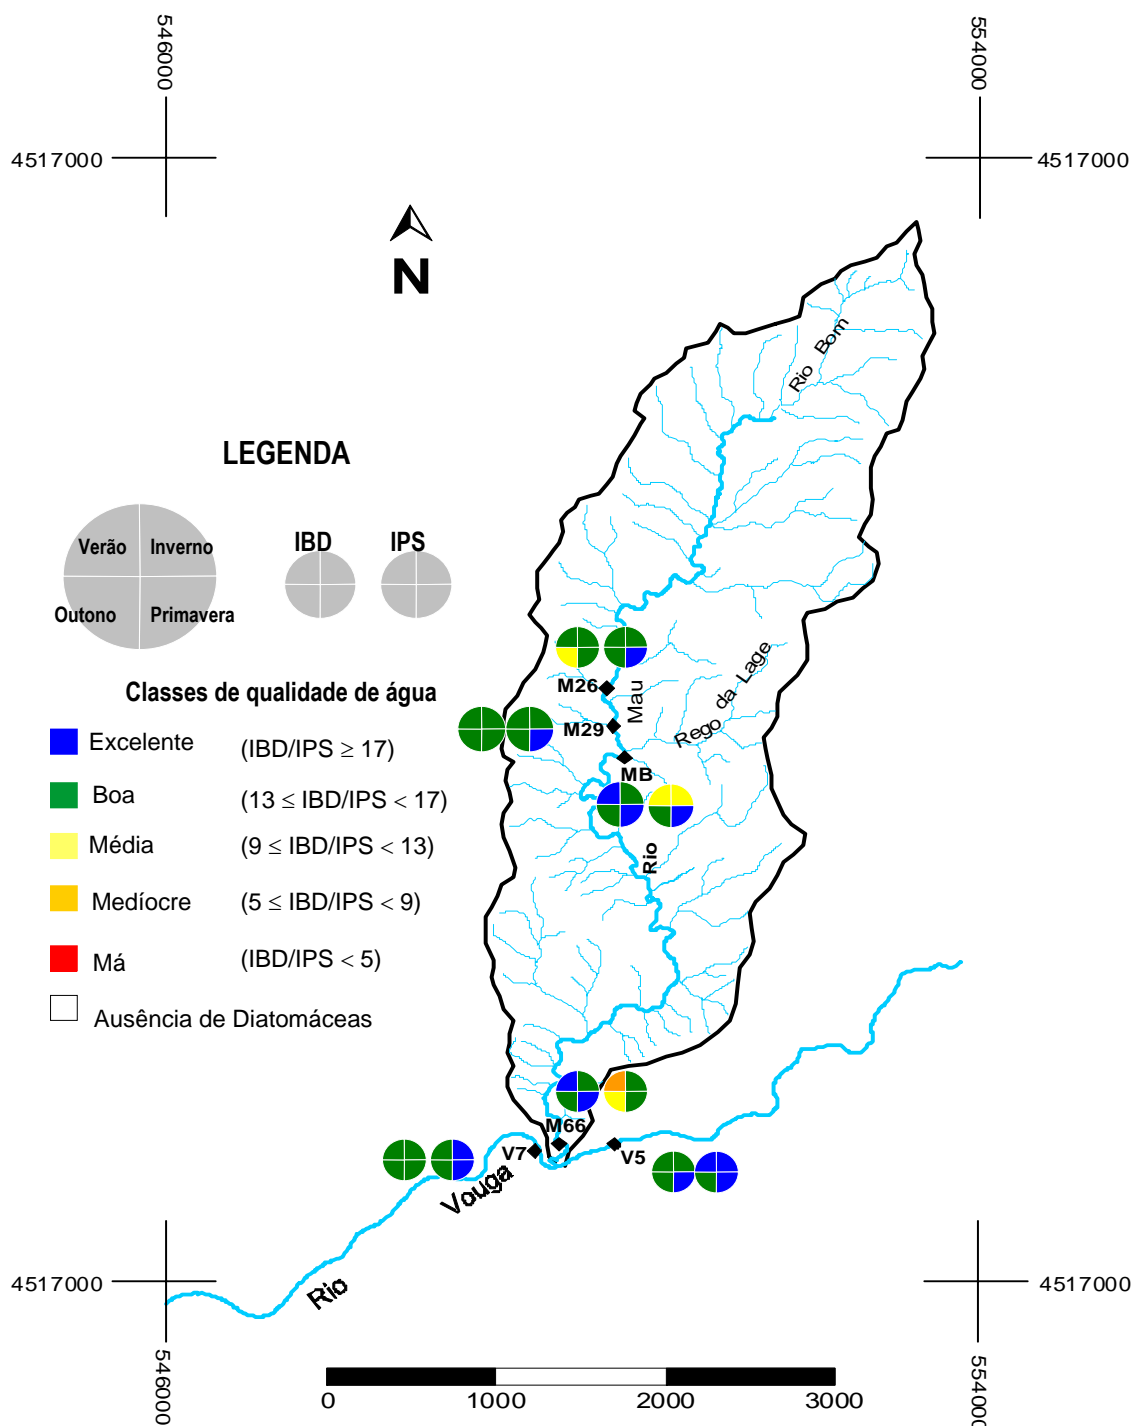 546000
554000
4517000
4517000
N
Rio Bom
LEGENDA
Verão
Inverno
Outono
Primavera
IBD
IPS
Classes de qualidade de água
Excelente (IBD/IPS ≥ 17)
Boa (13 ≤ IBD/IPS < 17)
Média (9 ≤ IBD/IPS < 13)
Medíocre (5 ≤ IBD/IPS < 9)
Má (IBD/IPS < 5)
Ausência de Diatomáceas
M26
Mau
Rego da Lage
M29
MB
Rio
M66
V7
V5
Vouga
Rio
4517000
4517000
546000
554000
0 1000 2000 3000